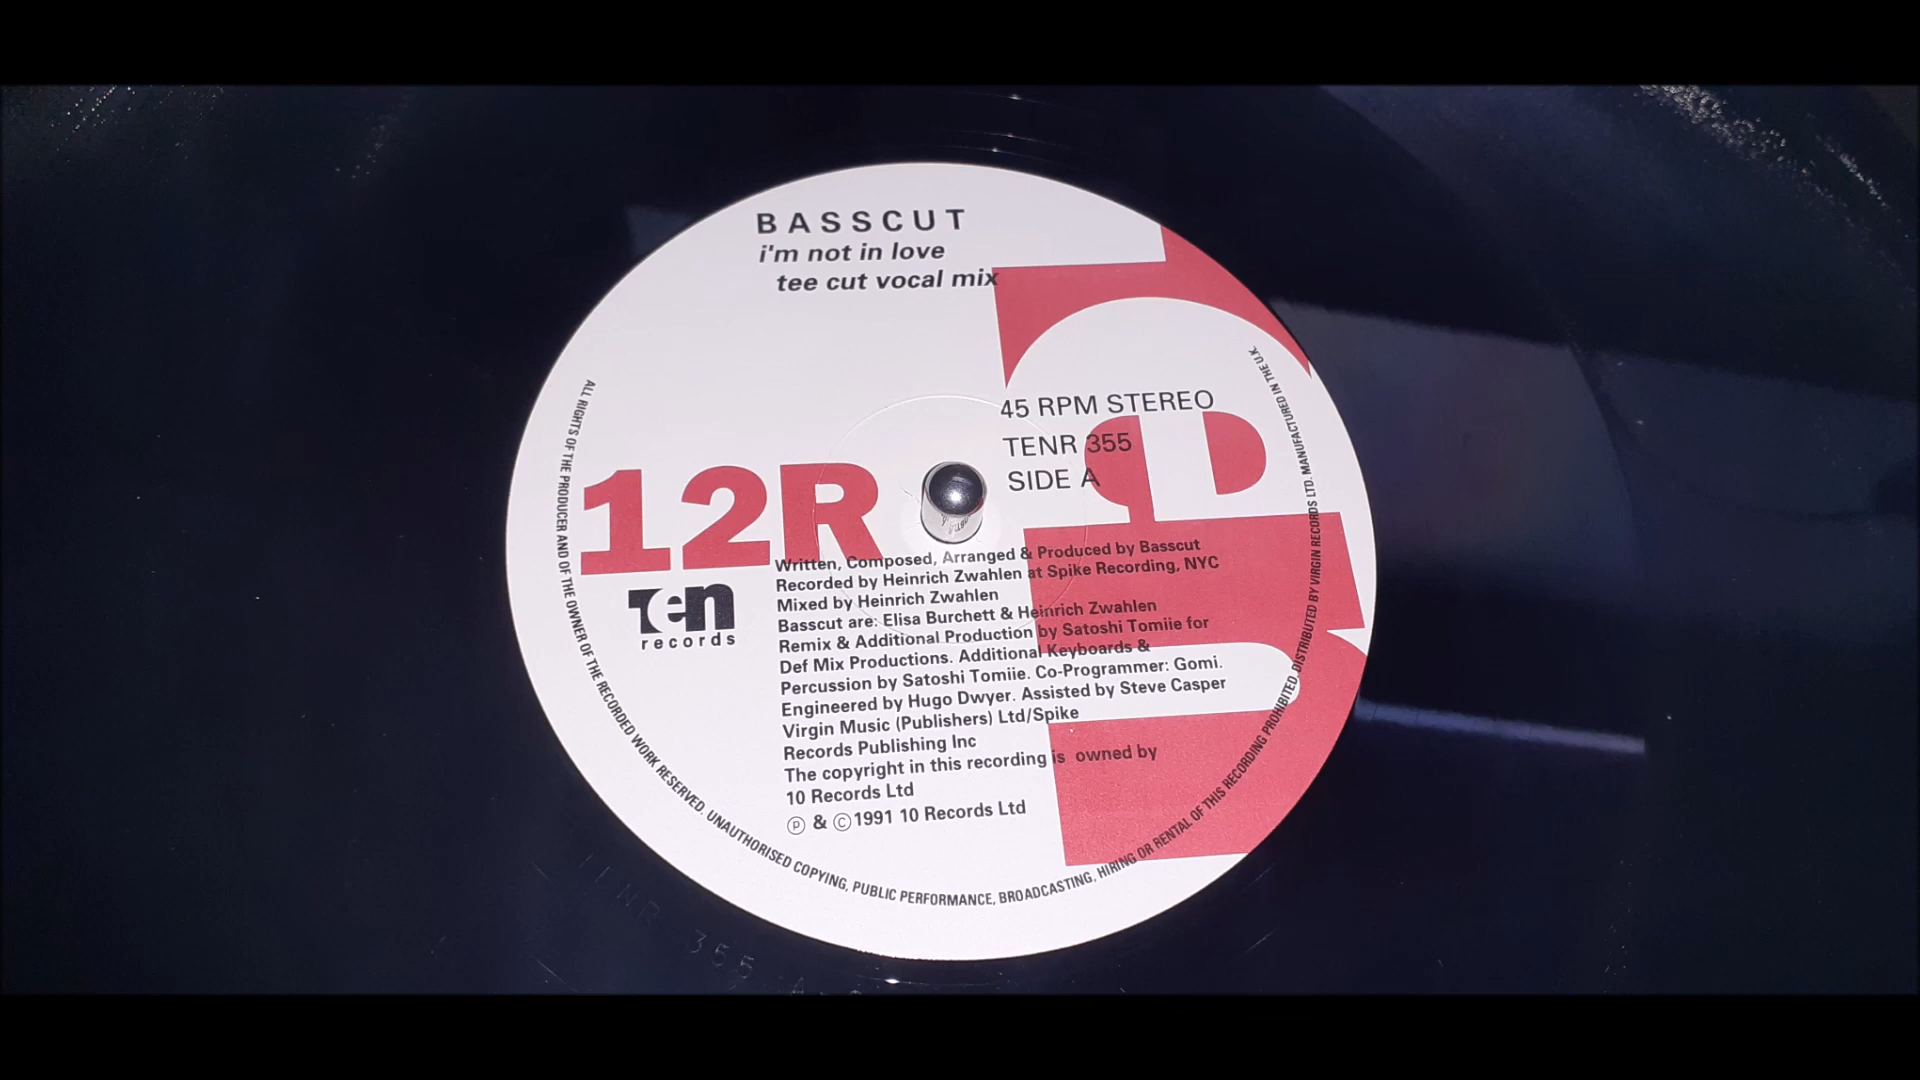 BASSCUT
i'm not in love
tee cut vocal mix
45 RPM STEREO
TENR 355
SIDE A
12R
Ten
records
Written, Composed, Arranged & Produced by Basscut
Recorded by Heinrich Zwahlen at Spike Recording, NYC
Mixed by Heinrich Zwahlen
Basscut are: Elisa Burchett & Heinrich Zwahlen
Remix & Additional Production by Satoshi Tomiie for
Def Mix Productions. Additional Keyboards &
Percussion by Satoshi Tomiie. Co-Programmer: Gomi.
Engineered by Hugo Dwyer. Assisted by Steve Casper
Virgin Music (Publishers) Ltd/Spike
Records Publishing Inc
The copyright in this recording is owned by
10 Records Ltd
Ⓟ & Ⓒ 1991 10 Records Ltd
ALL RIGHTS OF THE PRODUCER AND OF THE OWNER OF THE RECORDED WORK RESERVED. UNAUTHORISED COPYING, PUBLIC PERFORMANCE, BROADCASTING, HIRING OR RENTAL OF THIS RECORDING PROHIBITED. DISTRIBUTED BY VIRGIN RECORDS LTD. MANUFACTURED IN THE U.K.
355